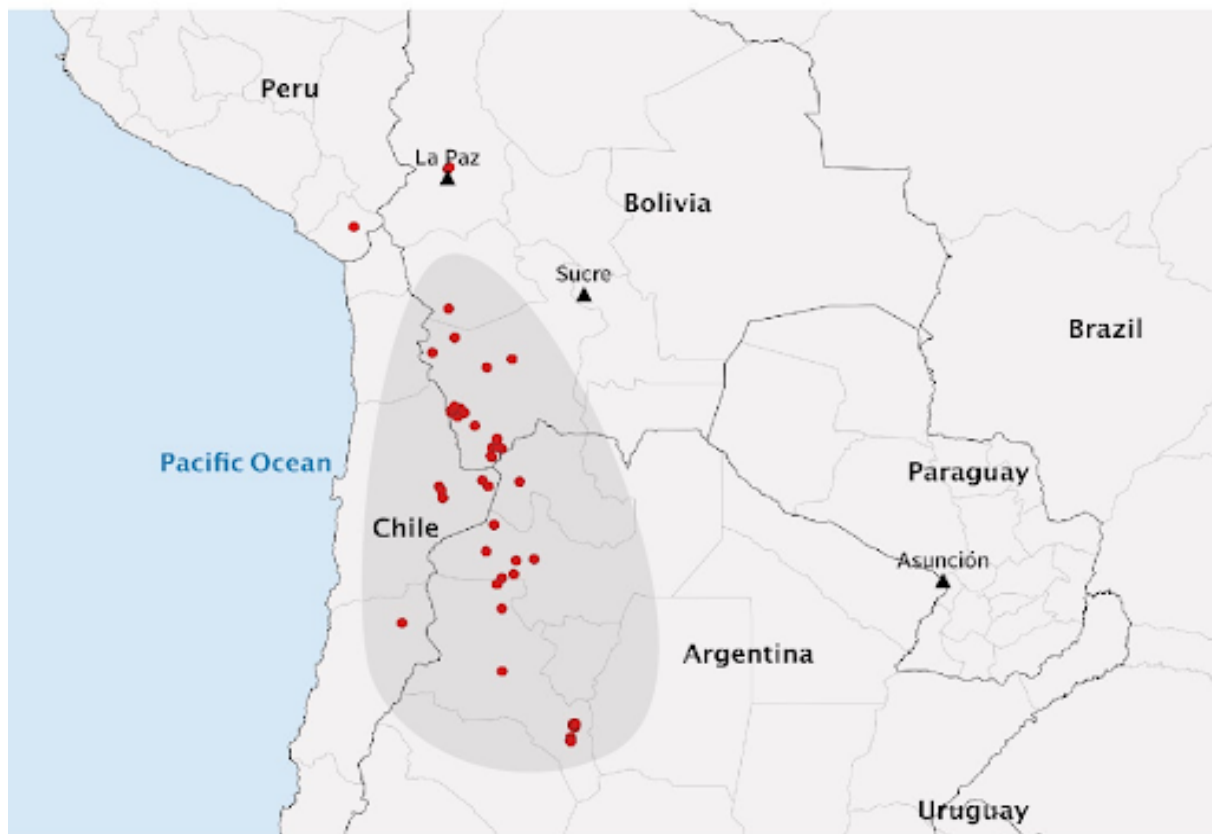 Peru
La Paz
Bolivia
Sucre
Brazil
Pacific Ocean
Paraguay
Chile
Asunción
Argentina
Uruguay